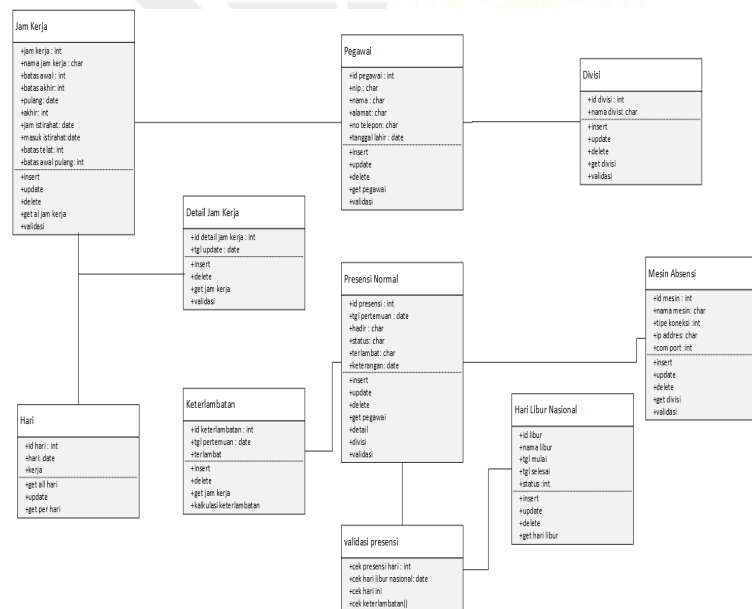 Jam Kerja
+jam kerja : int
+nama jam kerja : char
+batas awal : int
+batas akhir: int
+pulang: date
+akhir: int
+jam istirahat: date
+masuk istirahat:date
+batas telat: int
+batas awal pulang: int
+insert
+update
+delete
+get al jam kerja
+validasi
Pegawai
+id pegawai : int
+nip : char
+nama : char
+alamat: char
+no telepon: char
+tanggal lahir : date
+insert
+update
+delete
+get pegawai
+validasi
Divisi
+id divisi : int
+nama divisi: char
+insert
+update
+delete
+get divisi
+validasi
Detail Jam Kerja
+id detail jam kerja : int
+tgl update : date
+insert
+delete
+get jam kerja
+validasi
Presensi Normal
+id presensi : int
+tgl pertemuan : date
+hadir : char
+status: char
+terlambat: char
+keterangan: date
+insert
+update
+delete
+get pegawai
+detail
+divisi
+validasi
Mesin Absensi
+id mesin : int
+nama mesin: char
+tipe koneksi :int
+ip addres: char
+com port :int
+insert
+update
+delete
+get divisi
+validasi
Hari
+id hari : int
+hari: date
+kerja
+get all hari
+update
+get per hari
Keterlambatan
+id keterlambatan : int
+tgl pertemuan : date
+terlambat
+insert
+delete
+get jam kerja
+kalkulasi keterlambatan
Hari Libur Nasional
+id libur
+nama libur
+tgl mulai
+tgl selesai
+status :int
+insert
+update
+delete
+get hari libur
validasi presensi
+cek presensi hari : int
+cek hari libur nasional: date
+cek hari ini
+cek keterlambatan))